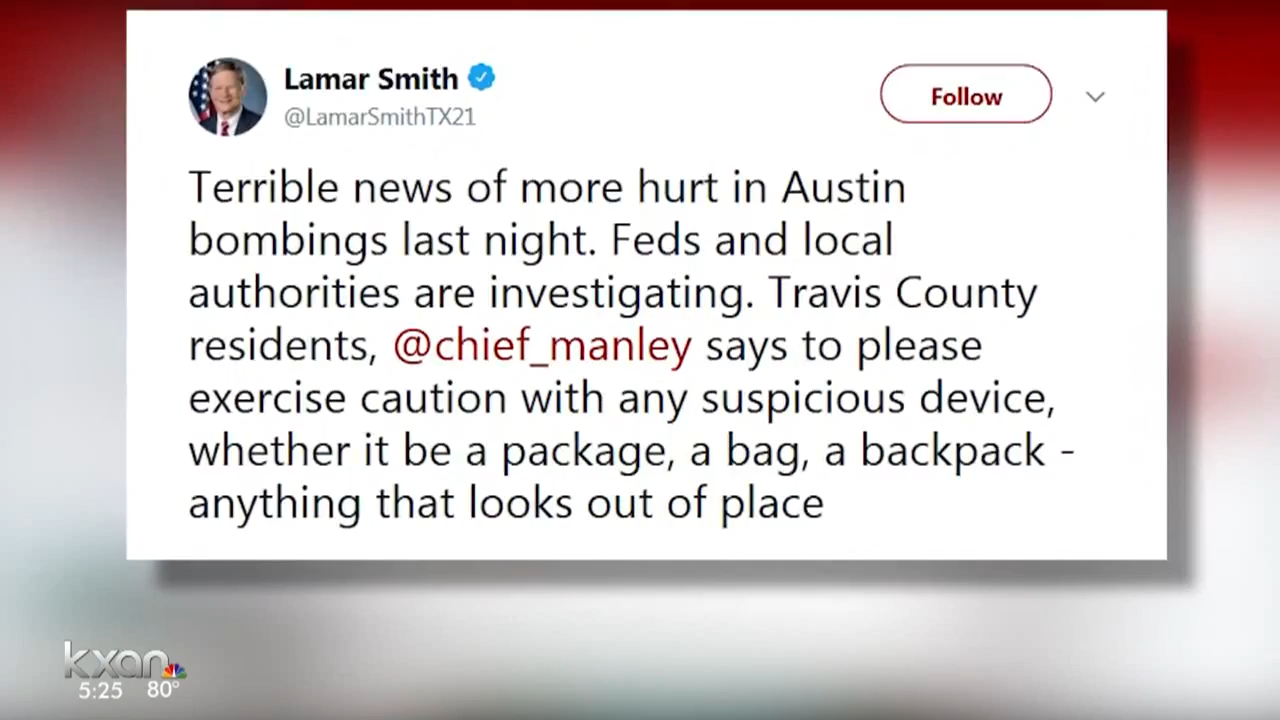 Lamar Smith
@LamarSmithTX21
Follow
Terrible news of more hurt in Austin
bombings last night. Feds and local
authorities are investigating. Travis County
residents, @chief_manley says to please
exercise caution with any suspicious device,
whether it be a package, a bag, a backpack -
anything that looks out of place
kxan
5:25 80°